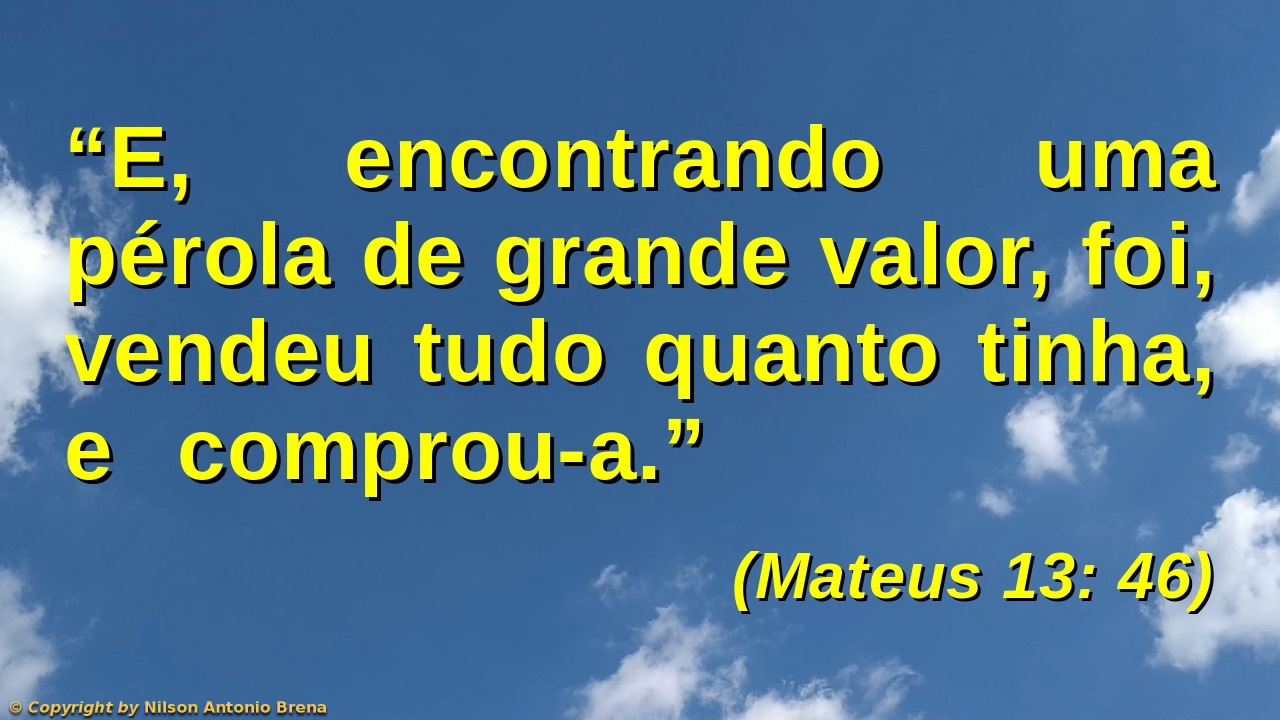 “E, encontrando uma
pérola de grande valor, foi,
vendeu tudo quanto tinha,
e comprou-a.”
(Mateus 13: 46)
© Copyright by Nilson Antonio Brena